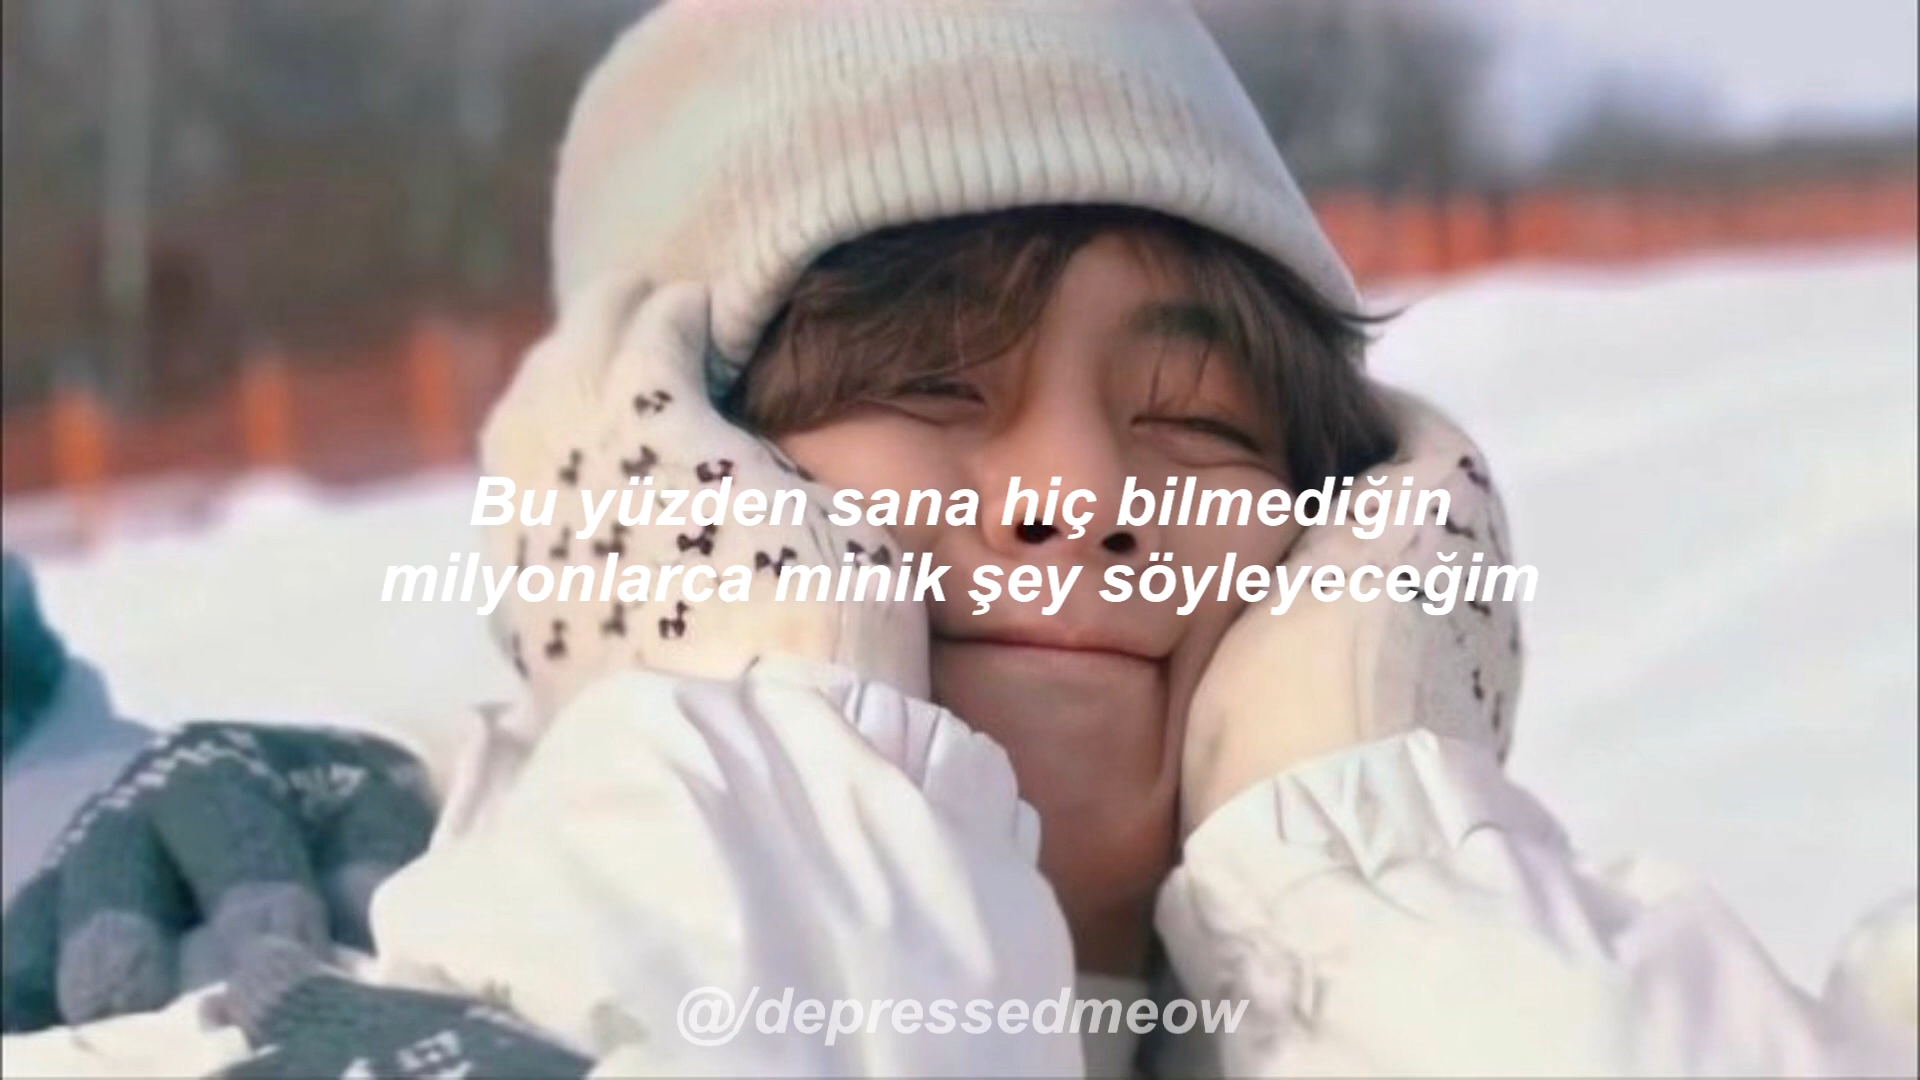 Bu yüzden sana hiç bilmediğin
milyonlarca minik şey söyleyeceğim
@/depressedmeow